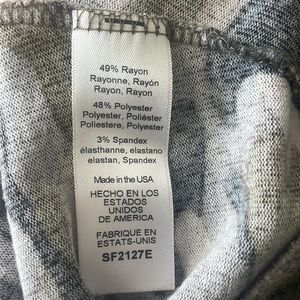 49% Rayon
Rayonne, Rayón
Rayon, Rayon
48% Polyester
Polyester, Poliéster
Poliestere, Polyester
3% Spandex
élasthanne, elastano
elastan, Spandex
Made in the USA
HECHO EN LOS
ESTADOS
UNIDOS
DE AMERICA
FABRIQUE EN
ESTATS-UNIS
SF2127E